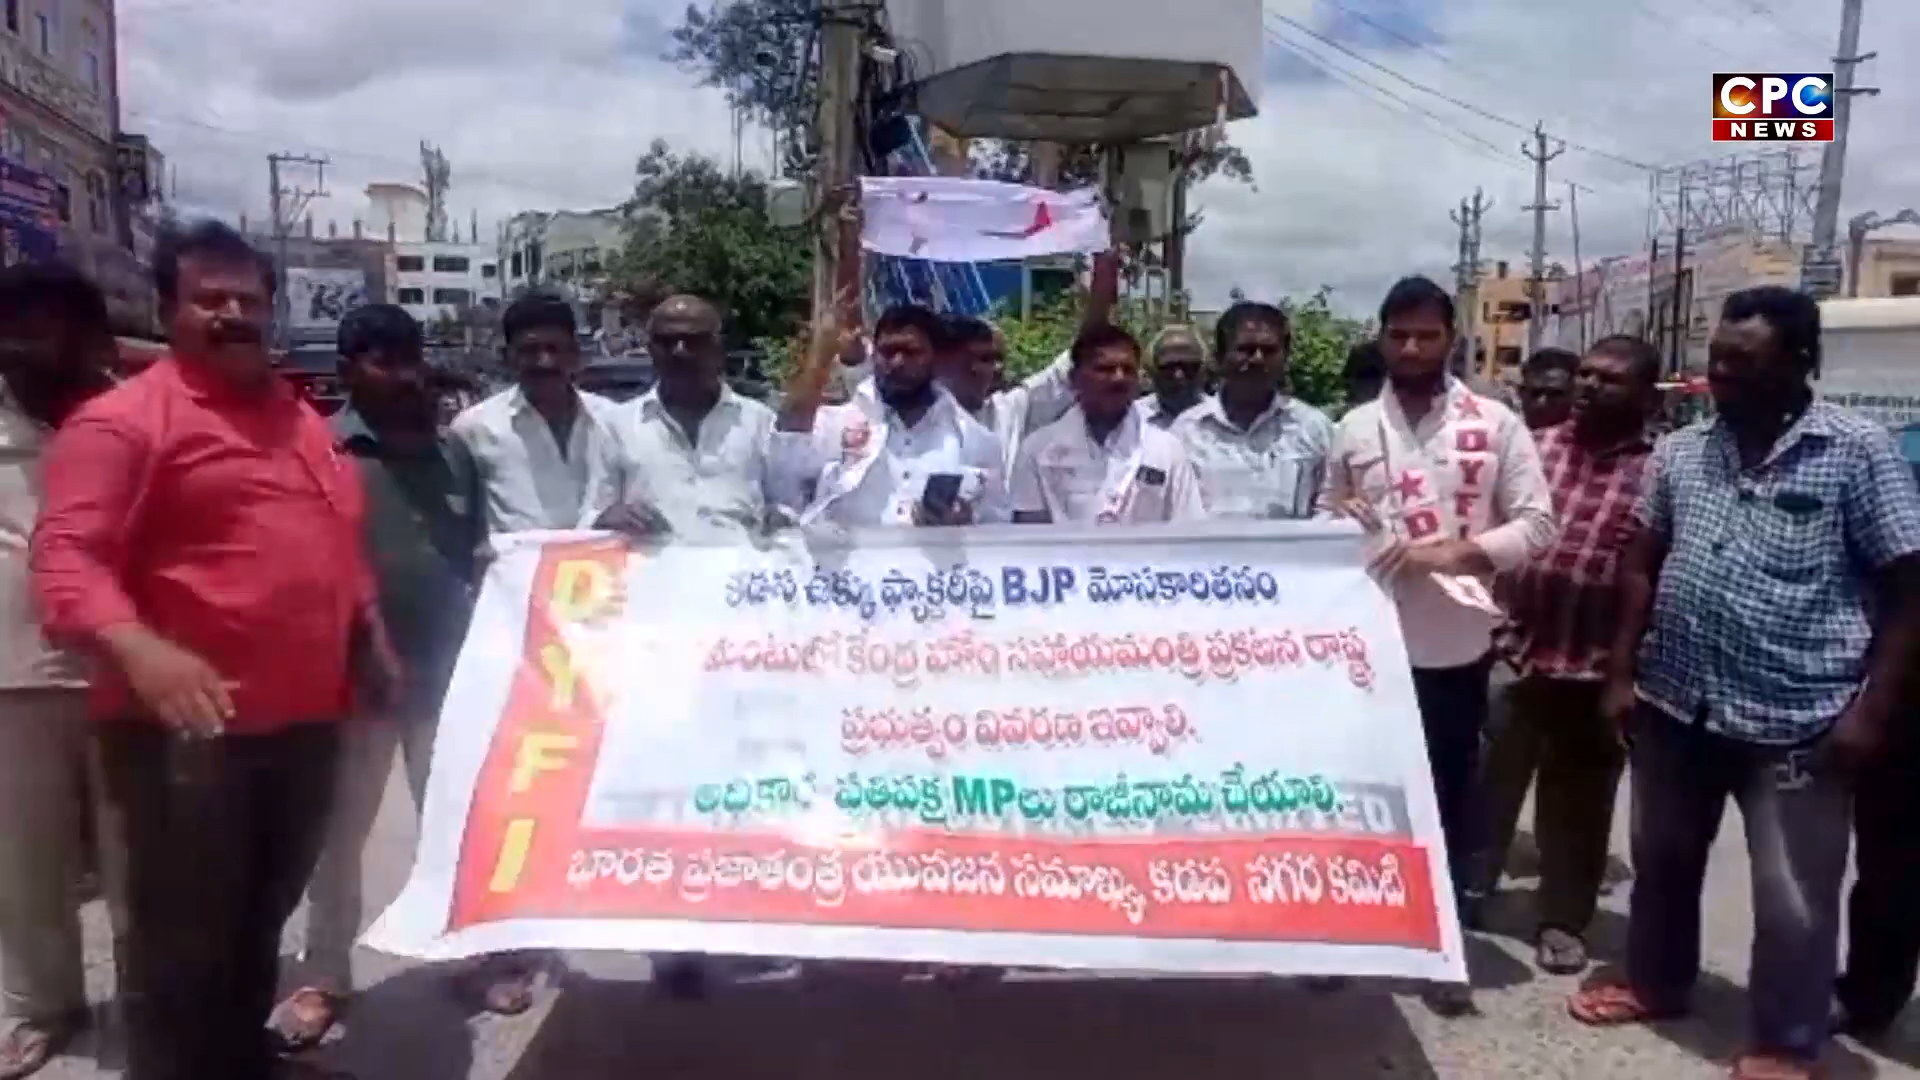 CPC
NEWS
DYFI
కడప ఉక్కు ఫ్యాక్టరీపై BJP మోసకారితనం
కేంద్ర హోం సహాయమంత్రి ప్రకటన రాష్ట్ర
ప్రభుత్వం వివరణ ఇవ్వాలి.
ప్రతిపక్ష MPలు రాజీనామ చేయాలి.
భారత ప్రజాతంత్ర యువజన సమాఖ్య, కడప నగర కమిటి
DYFI